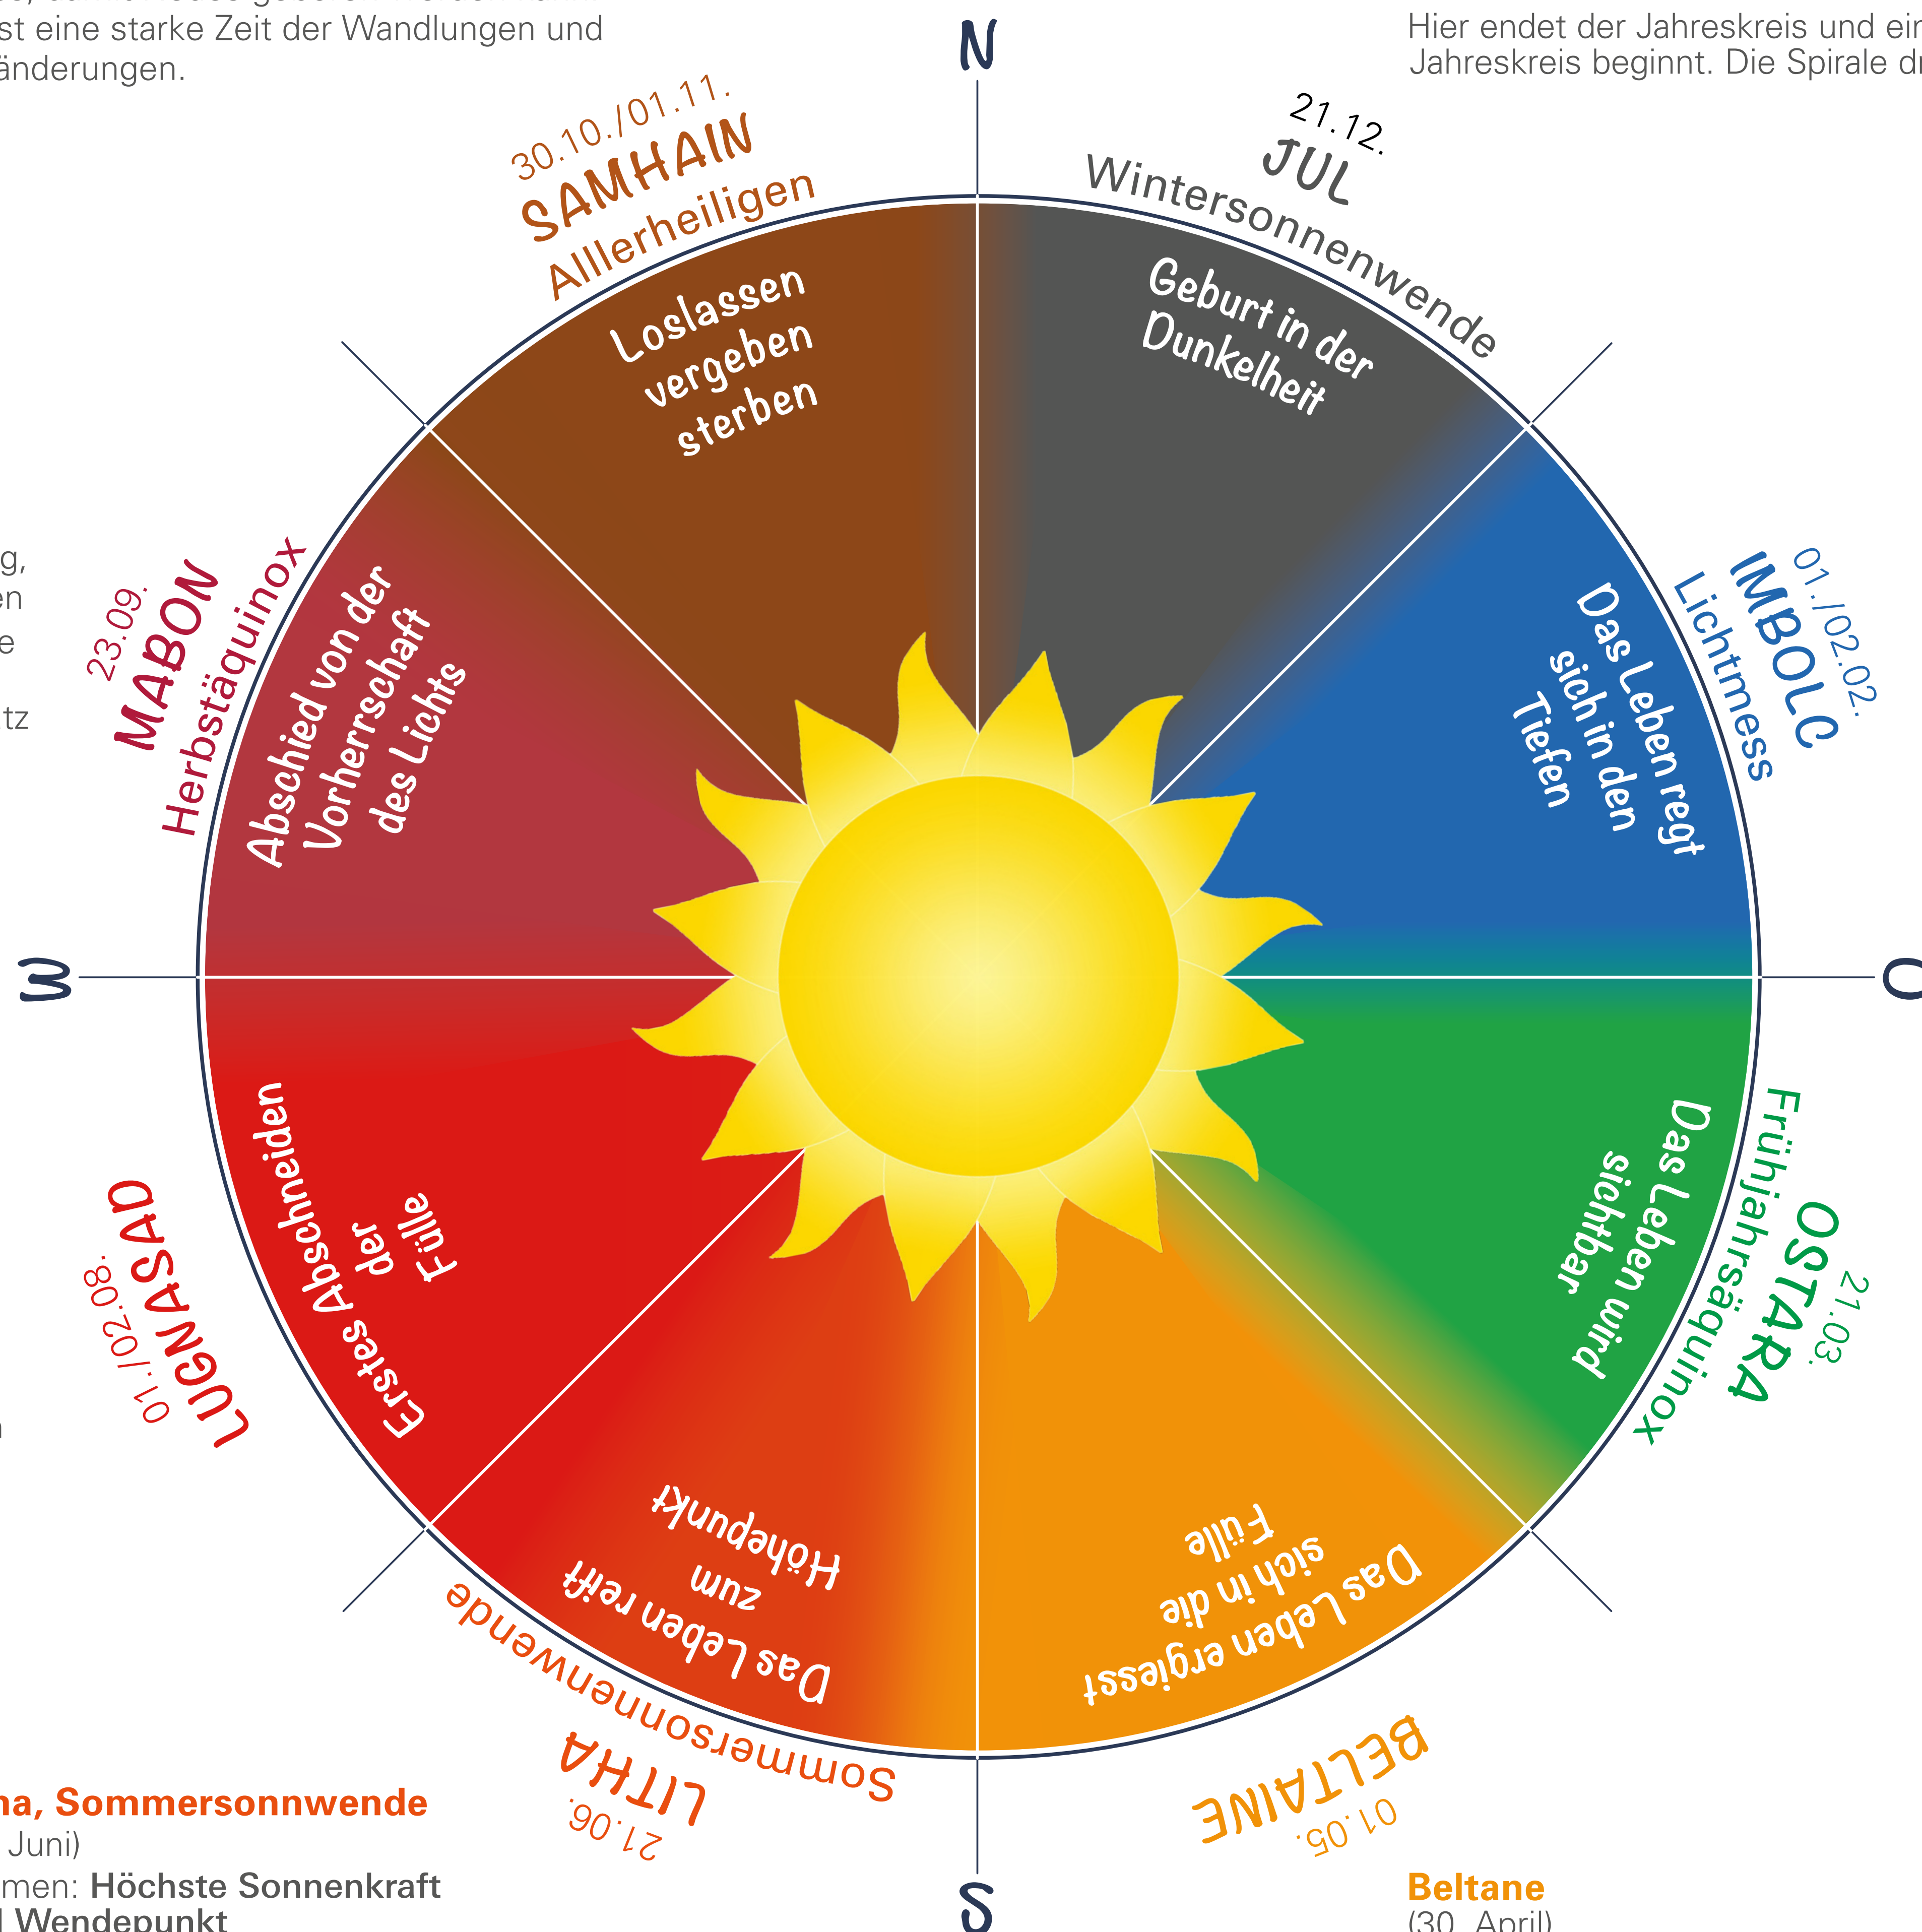 st eine starke Zeit der Wandlungen und
änderungen.
Hier endet der Jahreskreis und
Jahreskreis beginnt. Die Spirale
N
21.12.
JUL
Wintersonnenwende
Geburt in der
Dunkelheit
01./02.02.
IMBOLC
Lichtmess
Das Leben regt
sich in den
Tiefen
O
21.03.
OSTARA
Frühjahrsäquinox
Das Leben wird
sichtbar
01.05.
BELTAINE
Das Leben ergiesst
sich in die
Fülle
S
21.06.
LITHA
Sommersonnenwende
Das Leben reift
zum
Höhepunkt
01./02.08.
LUGNASAD
Erstes Abschneiden
der
Fülle
W
23.09.
MABON
Herbstäquinox
Abschied von der
Vorherrschaft
des Lichts
30.10./01.11.
SAMHAIN
Alllerheiligen
Loslassen
vergeben
sterben
g,
en
e
tz
na, Sommersonnwende
Juni)
men: Höchste Sonnenkraft
Wendepunkt
Beltane
(30. April)